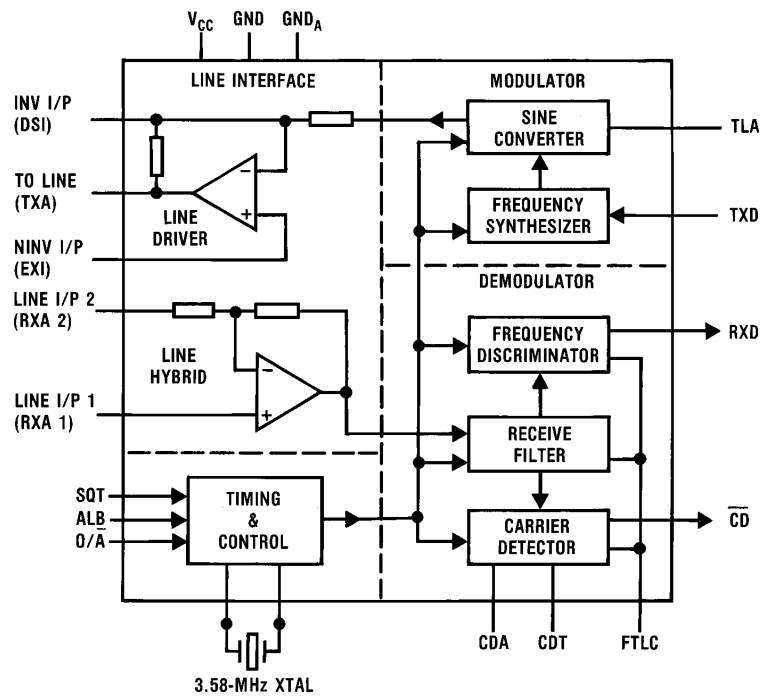 VCC GND GNDA
LINE INTERFACE
MODULATOR
INV I/P
(DSI)
SINE
CONVERTER
TLA
TO LINE
(TXA)
−
+
LINE
DRIVER
FREQUENCY
SYNTHESIZER
TXD
NINV I/P
(EXI)
DEMODULATOR
LINE I/P 2
(RXA 2)
LINE
HYBRID
−
+
FREQUENCY
DISCRIMINATOR
RXD
LINE I/P 1
(RXA 1)
RECEIVE
FILTER
SQT
ALB
O/A̅
TIMING
&
CONTROL
CARRIER
DETECTOR
C̅D̅
CDA CDT FTLC
3.58-MHz XTAL